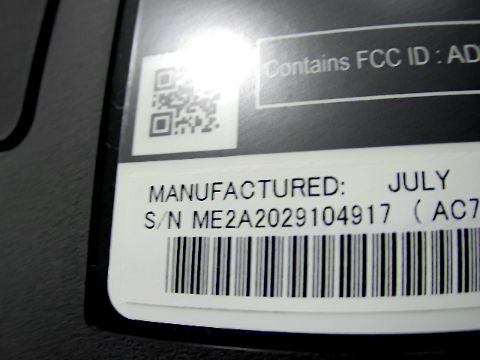 Contains FCC ID : AD
MANUFACTURED: JULY
S/N ME2A2029104917 ( AC7